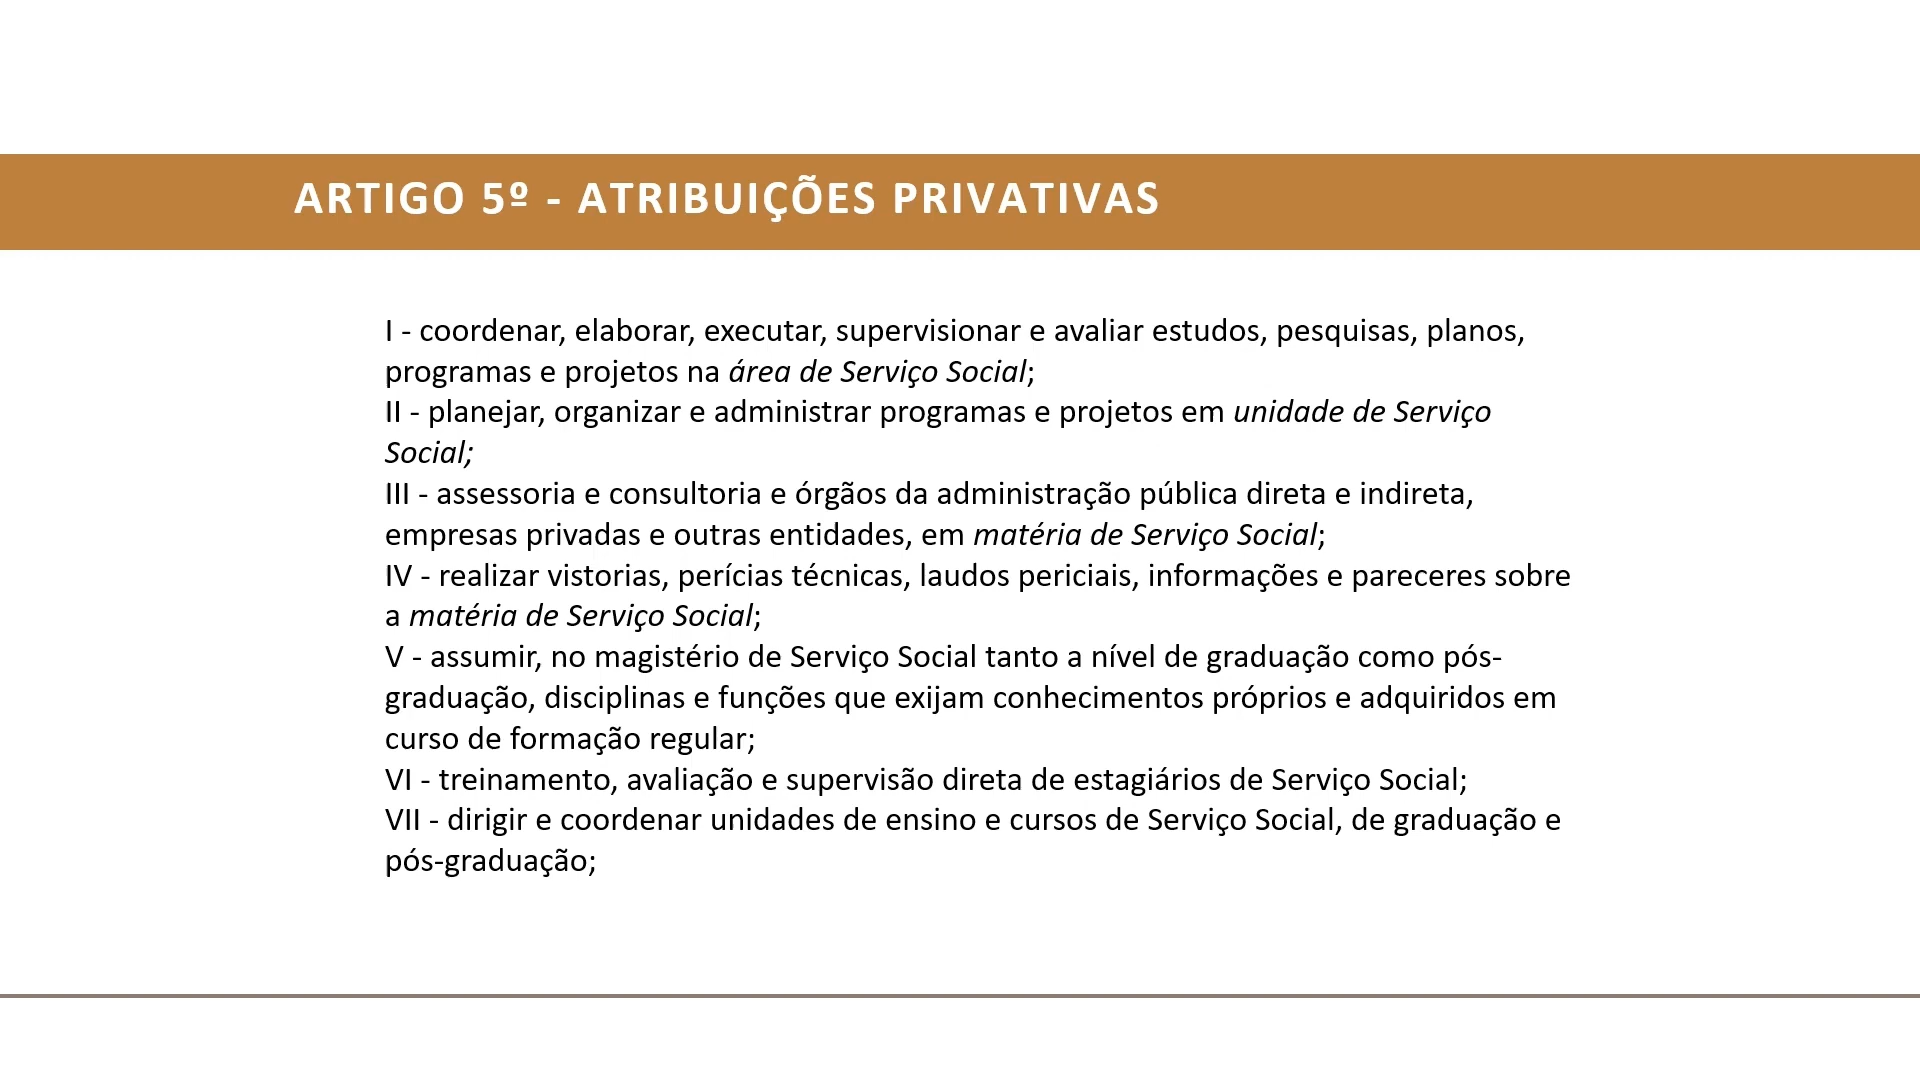 ARTIGO 5º - ATRIBUIÇÕES PRIVATIVAS
I - coordenar, elaborar, executar, supervisionar e avaliar estudos, pesquisas, planos,
programas e projetos na área de Serviço Social;
II - planejar, organizar e administrar programas e projetos em unidade de Serviço
Social;
III - assessoria e consultoria e órgãos da administração pública direta e indireta,
empresas privadas e outras entidades, em matéria de Serviço Social;
IV - realizar vistorias, perícias técnicas, laudos periciais, informações e pareceres sobre
a matéria de Serviço Social;
V - assumir, no magistério de Serviço Social tanto a nível de graduação como pós-
graduação, disciplinas e funções que exijam conhecimentos próprios e adquiridos em
curso de formação regular;
VI - treinamento, avaliação e supervisão direta de estagiários de Serviço Social;
VII - dirigir e coordenar unidades de ensino e cursos de Serviço Social, de graduação e
pós-graduação;